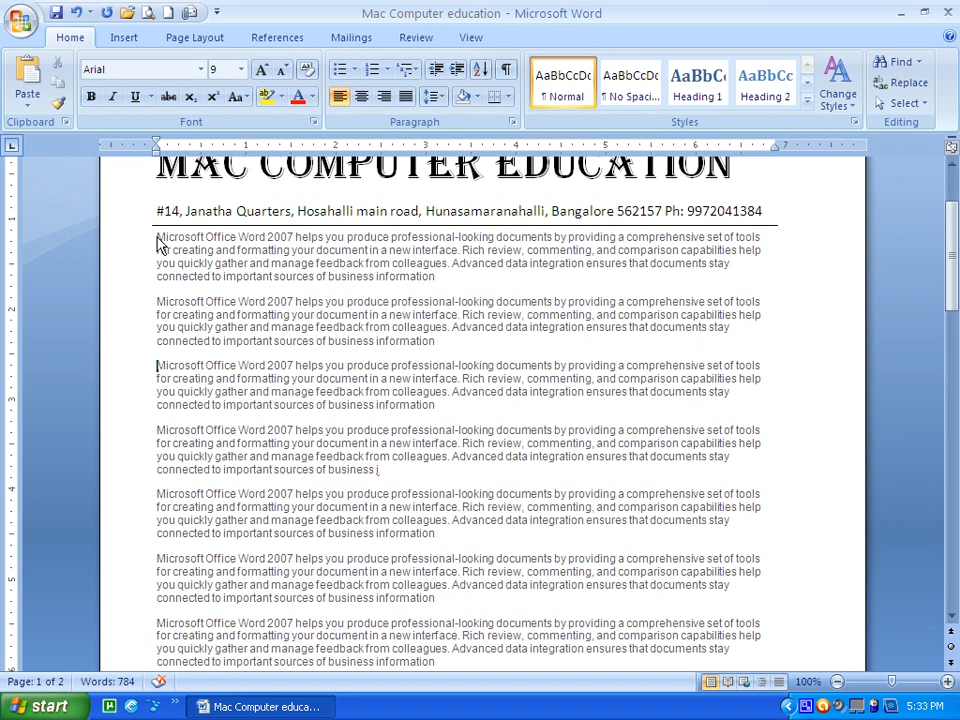 Mac Computer education - Microsoft Word
Home Insert Page Layout References Mailings Review View
Paste
Clipboard
Arial 9
B I U abc X₂ X² Aa A
Font
Paragraph
AaBbCcDc AaBbCcDc AaBbC AaBbCc
¶ Normal ¶ No Spaci... Heading 1 Heading 2
Change Styles
Styles
Find
Replace
Select
Editing
1 2 3 4 5 6 7
MAC COMPUTER EDUCATION
#14, Janatha Quarters, Hosahalli main road, Hunasamaranahalli, Bangalore 562157 Ph: 9972041384
Microsoft Office Word 2007 helps you produce professional-looking documents by providing a comprehensive set of tools
for creating and formatting your document in a new interface. Rich review, commenting, and comparison capabilities help
you quickly gather and manage feedback from colleagues. Advanced data integration ensures that documents stay
connected to important sources of business information
Microsoft Office Word 2007 helps you produce professional-looking documents by providing a comprehensive set of tools
for creating and formatting your document in a new interface. Rich review, commenting, and comparison capabilities help
you quickly gather and manage feedback from colleagues. Advanced data integration ensures that documents stay
connected to important sources of business information
Microsoft Office Word 2007 helps you produce professional-looking documents by providing a comprehensive set of tools
for creating and formatting your document in a new interface. Rich review, commenting, and comparison capabilities help
you quickly gather and manage feedback from colleagues. Advanced data integration ensures that documents stay
connected to important sources of business information
Microsoft Office Word 2007 helps you produce professional-looking documents by providing a comprehensive set of tools
for creating and formatting your document in a new interface. Rich review, commenting, and comparison capabilities help
you quickly gather and manage feedback from colleagues. Advanced data integration ensures that documents stay
connected to important sources of business i
Microsoft Office Word 2007 helps you produce professional-looking documents by providing a comprehensive set of tools
for creating and formatting your document in a new interface. Rich review, commenting, and comparison capabilities help
you quickly gather and manage feedback from colleagues. Advanced data integration ensures that documents stay
connected to important sources of business information
Microsoft Office Word 2007 helps you produce professional-looking documents by providing a comprehensive set of tools
for creating and formatting your document in a new interface. Rich review, commenting, and comparison capabilities help
you quickly gather and manage feedback from colleagues. Advanced data integration ensures that documents stay
connected to important sources of business information
Microsoft Office Word 2007 helps you produce professional-looking documents by providing a comprehensive set of tools
for creating and formatting your document in a new interface. Rich review, commenting, and comparison capabilities help
you quickly gather and manage feedback from colleagues. Advanced data integration ensures that documents stay
connected to important sources of business information
Page: 1 of 2 Words: 784 100%
start Mac Computer educa... 5:33 PM